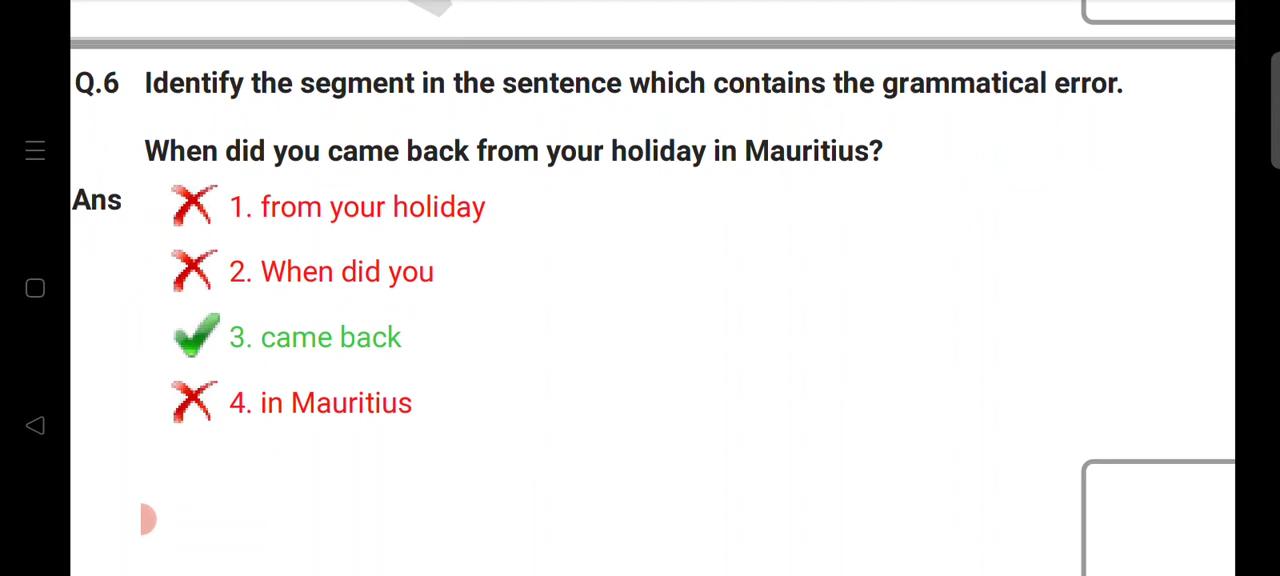 Q.6 Identify the segment in the sentence which contains the grammatical error.
When did you came back from your holiday in Mauritius?
Ans 1. from your holiday
2. When did you
3. came back
4. in Mauritius